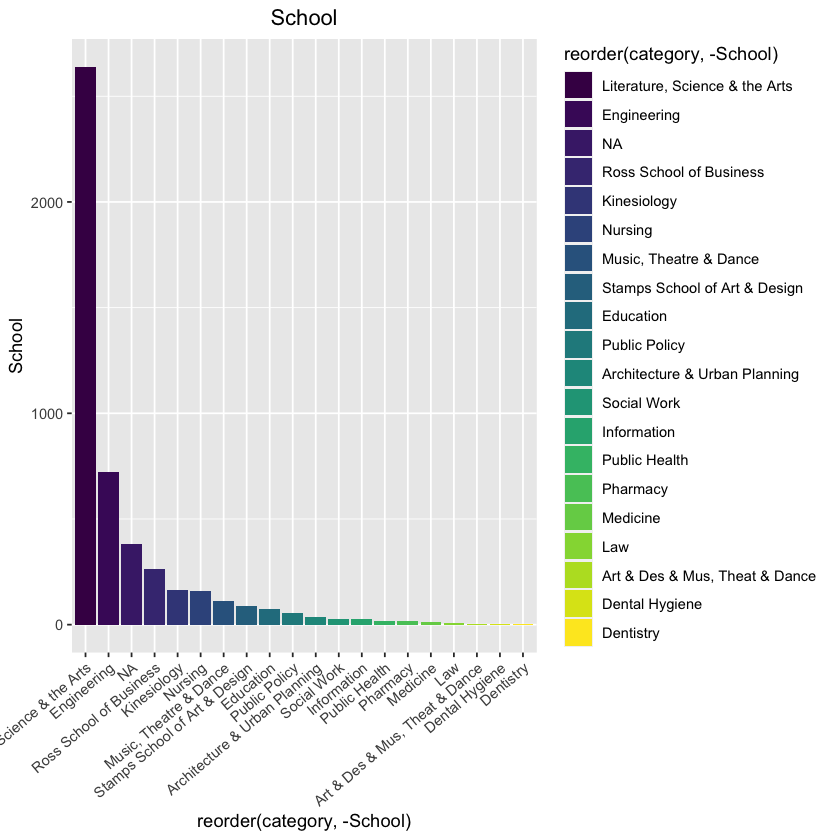 School
reorder(category, -School)
Literature, Science & the Arts
Engineering
NA
Ross School of Business
Kinesiology
Nursing
Music, Theatre & Dance
Stamps School of Art & Design
Education
Public Policy
Architecture & Urban Planning
Social Work
Information
Public Health
Pharmacy
Medicine
Law
Art & Des & Mus, Theat & Dance
Dental Hygiene
Dentistry
School
2000
1000
0
Science & the Arts
Engineering
NA
Ross School of Business
Kinesiology
Nursing
Music, Theatre & Dance
Stamps School of Art & Design
Education
Public Policy
Architecture & Urban Planning
Social Work
Information
Public Health
Pharmacy
Medicine
Law
Art & Des & Mus, Theat & Dance
Dental Hygiene
Dentistry
reorder(category, -School)